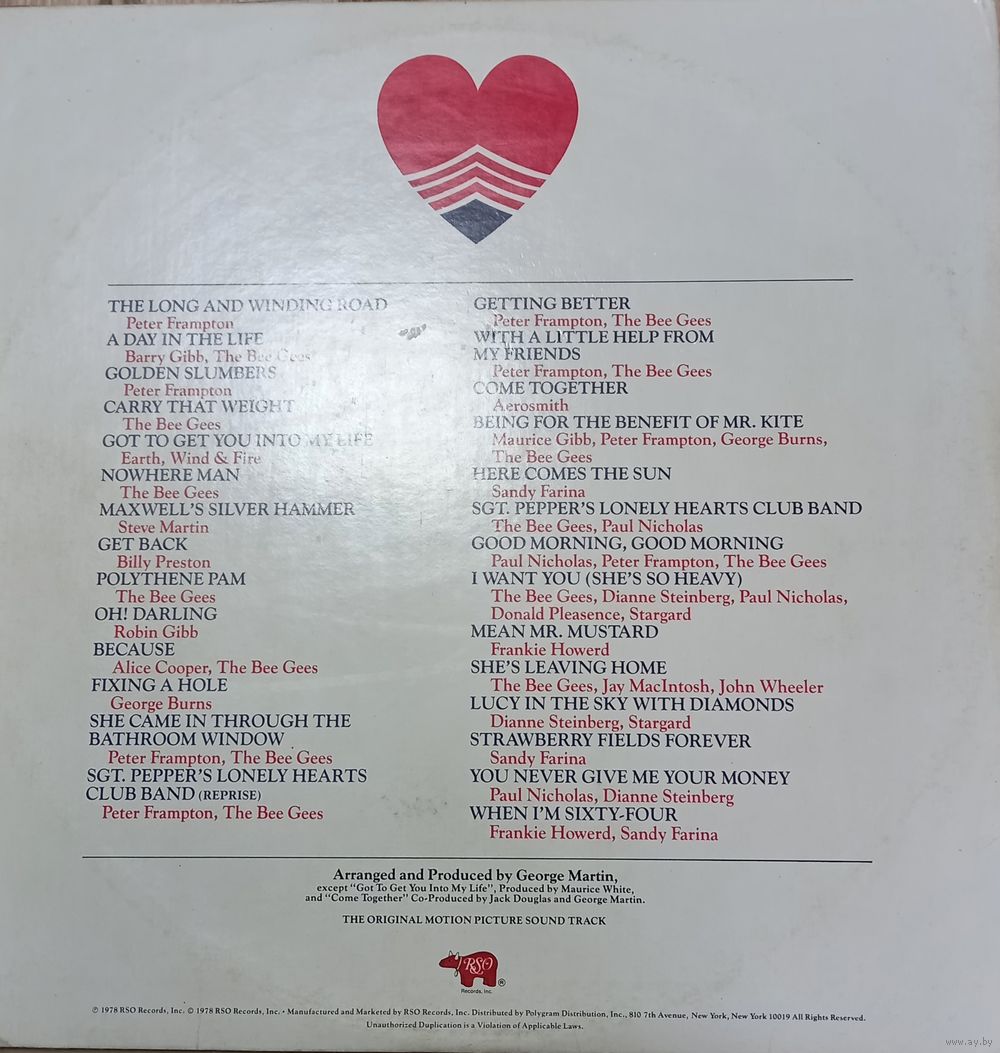 THE LONG AND WINDING ROAD
Peter Frampton
A DAY IN THE LIFE
Barry Gibb, The Bee Gees
GOLDEN SLUMBERS
Peter Frampton
CARRY THAT WEIGHT
The Bee Gees
GOT TO GET YOU INTO MY LIFE
Earth, Wind & Fire
NOWHERE MAN
The Bee Gees
MAXWELL'S SILVER HAMMER
Steve Martin
GET BACK
Billy Preston
POLYTHENE PAM
The Bee Gees
OH! DARLING
Robin Gibb
BECAUSE
Alice Cooper, The Bee Gees
FIXING A HOLE
George Burns
SHE CAME IN THROUGH THE
BATHROOM WINDOW
Peter Frampton, The Bee Gees
SGT. PEPPER'S LONELY HEARTS
CLUB BAND (REPRISE)
Peter Frampton, The Bee Gees
GETTING BETTER
Peter Frampton, The Bee Gees
WITH A LITTLE HELP FROM
MY FRIENDS
Peter Frampton, The Bee Gees
COME TOGETHER
Aerosmith
BEING FOR THE BENEFIT OF MR. KITE
Maurice Gibb, Peter Frampton, George Burns,
The Bee Gees
HERE COMES THE SUN
Sandy Farina
SGT. PEPPER'S LONELY HEARTS CLUB BAND
The Bee Gees, Paul Nicholas
GOOD MORNING, GOOD MORNING
Paul Nicholas, Peter Frampton, The Bee Gees
I WANT YOU (SHE'S SO HEAVY)
The Bee Gees, Dianne Steinberg, Paul Nicholas,
Donald Pleasence, Stargard
MEAN MR. MUSTARD
Frankie Howerd
SHE'S LEAVING HOME
The Bee Gees, Jay MacIntosh, John Wheeler
LUCY IN THE SKY WITH DIAMONDS
Dianne Steinberg, Stargard
STRAWBERRY FIELDS FOREVER
Sandy Farina
YOU NEVER GIVE ME YOUR MONEY
Paul Nicholas, Dianne Steinberg
WHEN I'M SIXTY-FOUR
Frankie Howerd, Sandy Farina
Arranged and Produced by George Martin,
except "Got To Get You Into My Life", Produced by Maurice White,
and "Come Together" Co-Produced by Jack Douglas and George Martin.
THE ORIGINAL MOTION PICTURE SOUND TRACK
RSO ®
Records, Inc.
℗ 1978 RSO Records, Inc. © 1978 RSO Records, Inc. • Manufactured and Marketed by RSO Records, Inc. Distributed by Polygram Distribution, Inc., 810 7th Avenue, New York, New York 10019 All Rights Reserved.
Unauthorized Duplication is a Violation of Applicable Laws.
www.ay.by